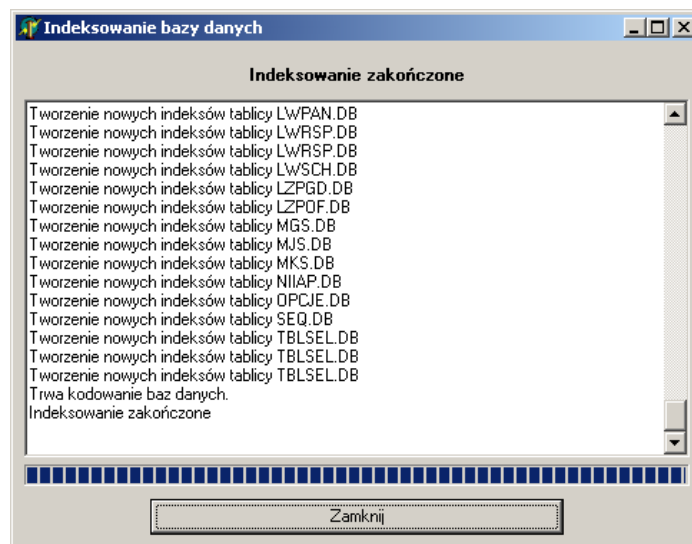 Indeksowanie bazy danych
Indeksowanie zakończone
Tworzenie nowych indeksów tablicy LWPAN.DB
Tworzenie nowych indeksów tablicy LWRSP.DB
Tworzenie nowych indeksów tablicy LWRSP.DB
Tworzenie nowych indeksów tablicy LWSCH.DB
Tworzenie nowych indeksów tablicy LZPGD.DB
Tworzenie nowych indeksów tablicy LZPOF.DB
Tworzenie nowych indeksów tablicy MGS.DB
Tworzenie nowych indeksów tablicy MJS.DB
Tworzenie nowych indeksów tablicy MKS.DB
Tworzenie nowych indeksów tablicy NIIAP.DB
Tworzenie nowych indeksów tablicy OPCJE.DB
Tworzenie nowych indeksów tablicy SEQ.DB
Tworzenie nowych indeksów tablicy TBLSEL.DB
Tworzenie nowych indeksów tablicy TBLSEL.DB
Tworzenie nowych indeksów tablicy TBLSEL.DB
Trwa kodowanie baz danych.
Indeksowanie zakończone
Zamknij